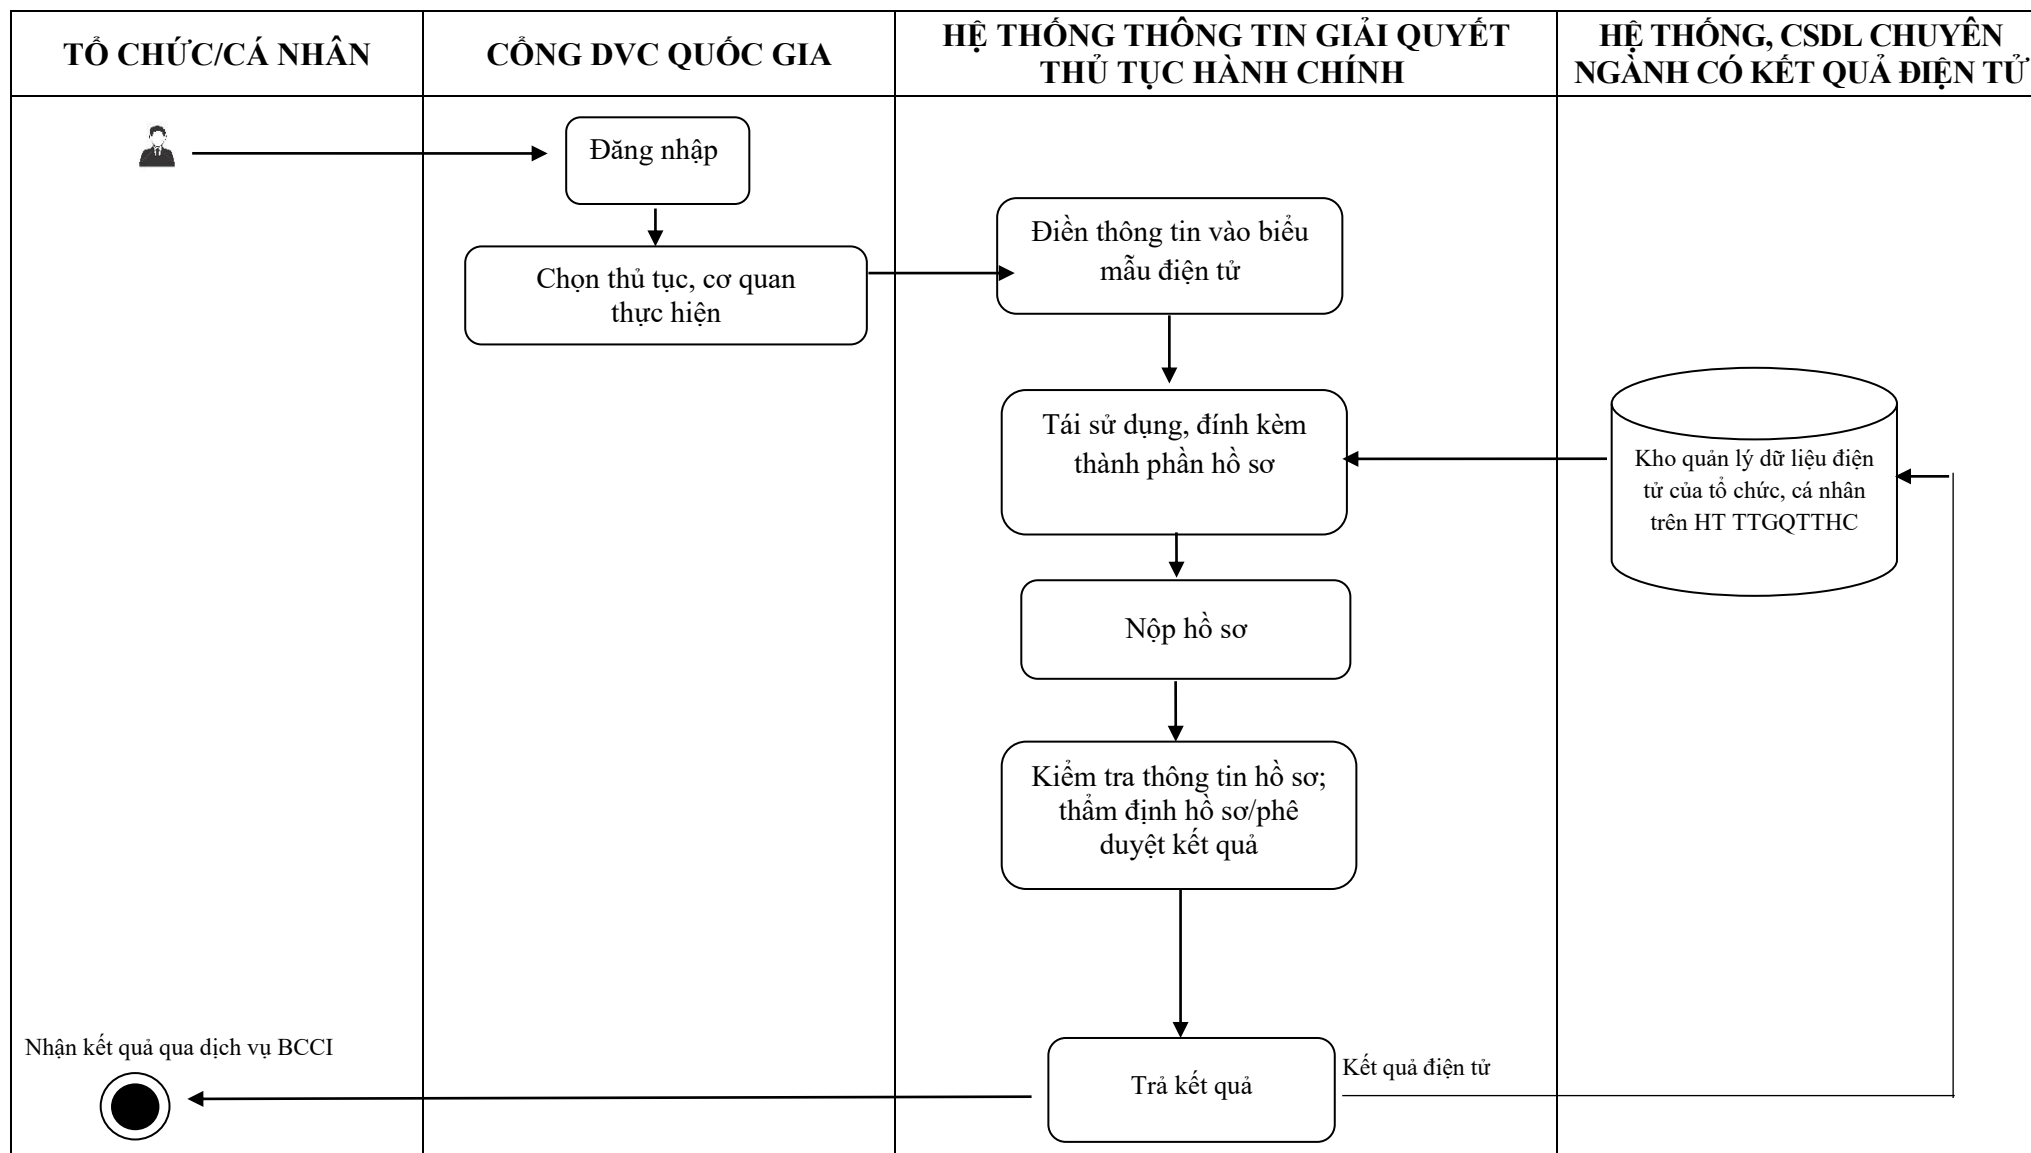 TỔ CHỨC/CÁ NHÂN
CỔNG DVC QUỐC GIA
HỆ THỐNG THÔNG TIN GIẢI QUYẾT
THỦ TỤC HÀNH CHÍNH
HỆ THỐNG, CSDL CHUYÊN
NGÀNH CÓ KẾT QUẢ ĐIỆN TỬ
Đăng nhập
Chọn thủ tục, cơ quan
thực hiện
Điền thông tin vào biểu
mẫu điện tử
Tái sử dụng, đính kèm
thành phần hồ sơ
Kho quản lý dữ liệu điện
tử của tổ chức, cá nhân
trên HT TTGQTTHC
Nộp hồ sơ
Kiểm tra thông tin hồ sơ;
thẩm định hồ sơ/phê
duyệt kết quả
Nhận kết quả qua dịch vụ BCCI
Trả kết quả
Kết quả điện tử